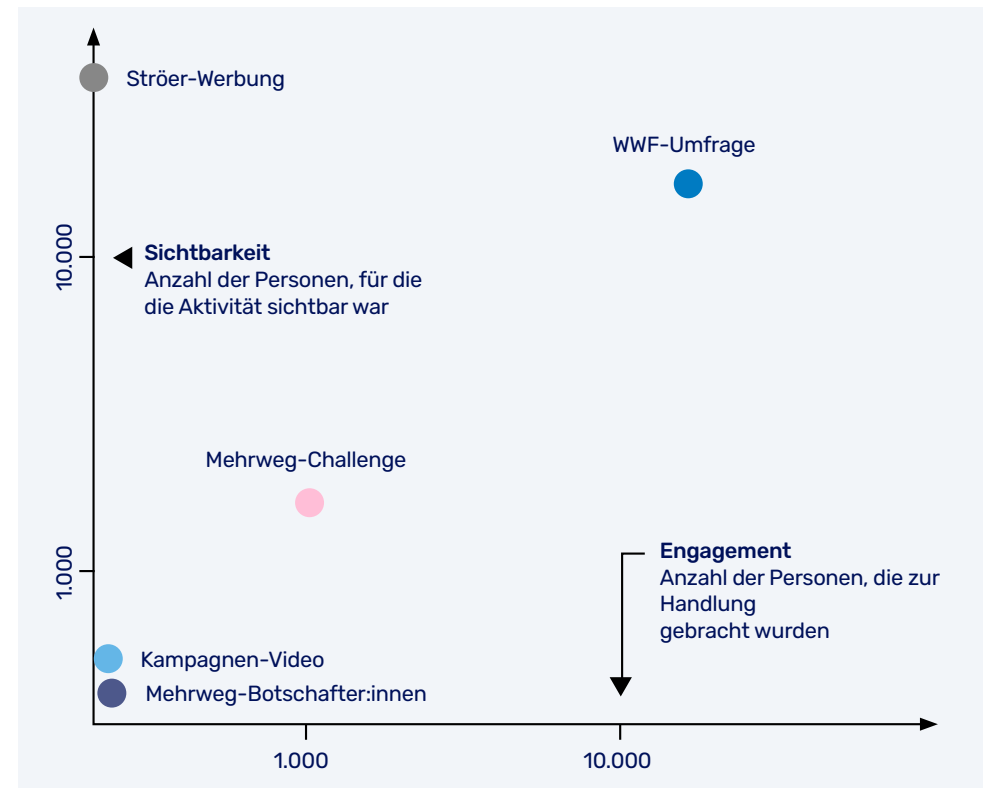 Ströer-Werbung
WWF-Umfrage
10.000
Sichtbarkeit
Anzahl der Personen, für die
die Aktivität sichtbar war
Mehrweg-Challenge
1.000
Engagement
Anzahl der Personen, die zur
Handlung
gebracht wurden
Kampagnen-Video
Mehrweg-Botschafter:innen
1.000
10.000